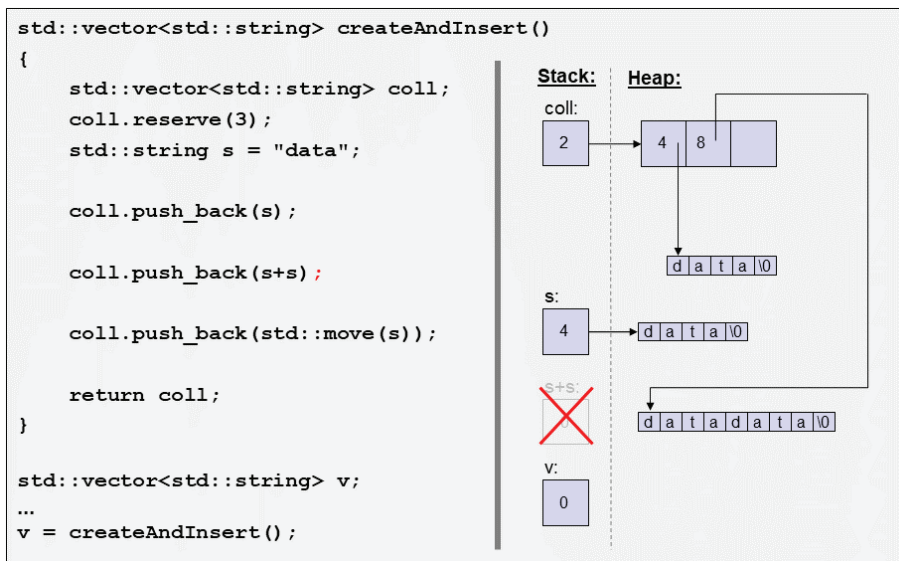 std::vector<std::string> createAndInsert()
{
std::vector<std::string> coll;
coll.reserve(3);
std::string s = "data";
coll.push_back(s);
coll.push_back(s+s);
coll.push_back(std::move(s));
return coll;
}
std::vector<std::string> v;
...
v = createAndInsert();
Stack: Heap:
coll:
2 4 8
d a t a \0
s:
4 d a t a \0
s+s:
0 d a t a d a t a \0
v:
0